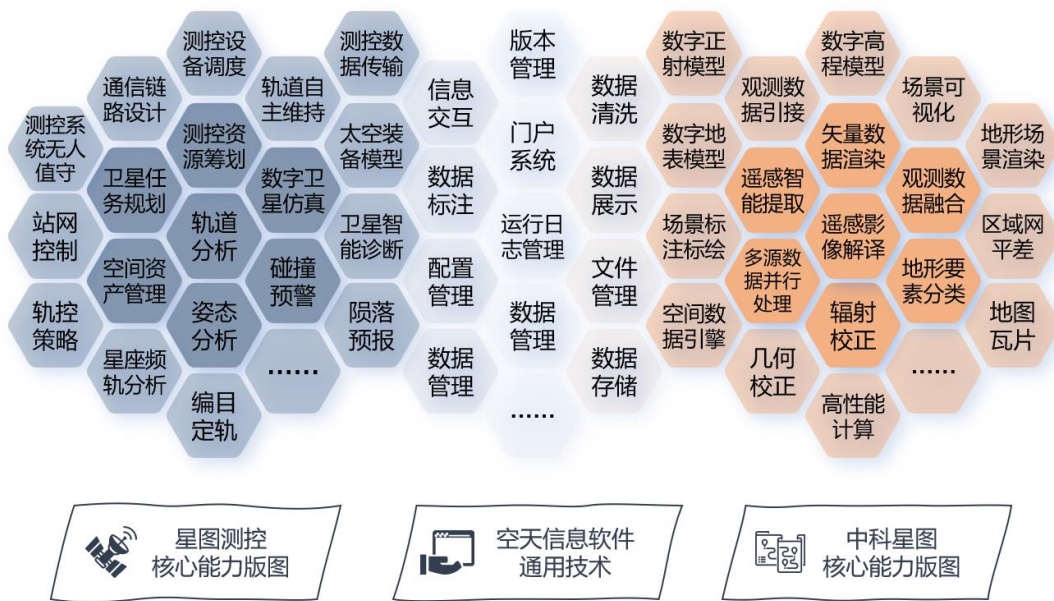 测控设
备调度
测控数
据传输
版本
管理
数字正
射模型
数字高
程模型
通信链
路设计
轨道自
主维持
信息
交互
数据
清洗
观测数
据引接
场景可
视化
测控系
统无人
值守
测控资
源筹划
太空装
备模型
门户
系统
数字地
表模型
矢量数
据渲染
地形场
景渲染
卫星任
务规划
数字卫
星仿真
数据
标注
数据
展示
遥感智
能提取
观测数
据融合
站网
控制
轨道
分析
卫星智
能诊断
运行日
志管理
场景标
注标绘
遥感影
像解译
区域网
平差
空间资
产管理
碰撞
预警
配置
管理
文件
管理
多源数
据并行
处理
地形要
素分类
轨控
策略
姿态
分析
陨落
预报
数据
管理
空间数
据引擎
辐射
校正
地图
瓦片
星座频
轨分析
……
数据
管理
数据
存储
几何
校正
……
编目
定轨
……
高性能
计算
星图测控
核心能力版图
空天信息软件
通用技术
中科星图
核心能力版图